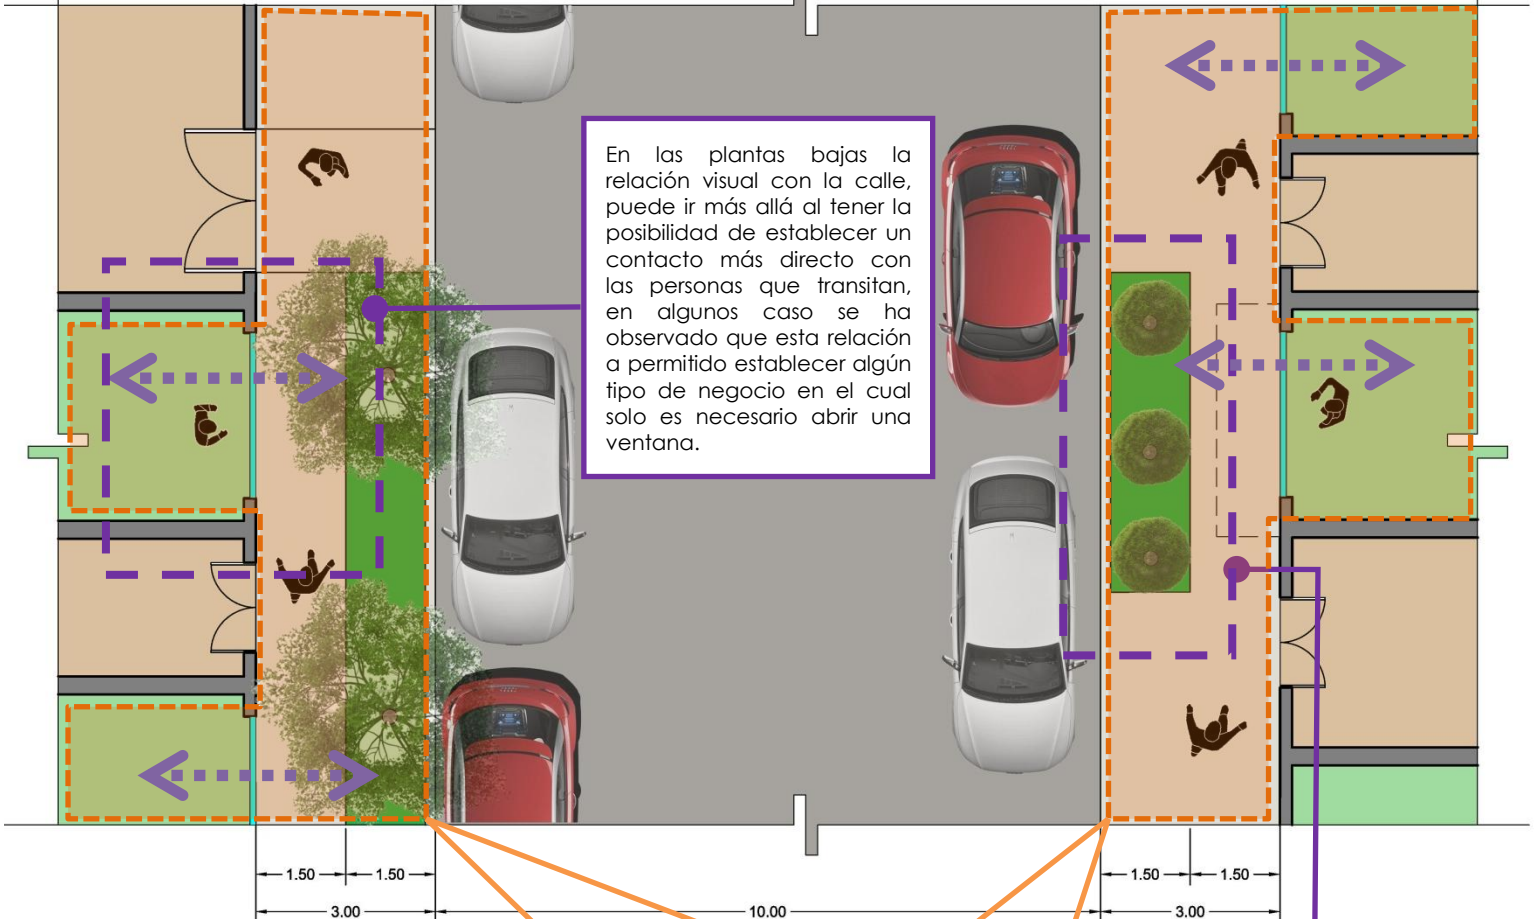 En las plantas bajas la
relación visual con la calle,
puede ir más allá al tener la
posibilidad de establecer un
contacto más directo con
las personas que transitan,
en algunos caso se ha
observado que esta relación
a permitido establecer algún
tipo de negocio en el cual
solo es necesario abrir una
ventana.
1.50 1.50 1.50 1.50
3.00 10.00 3.00